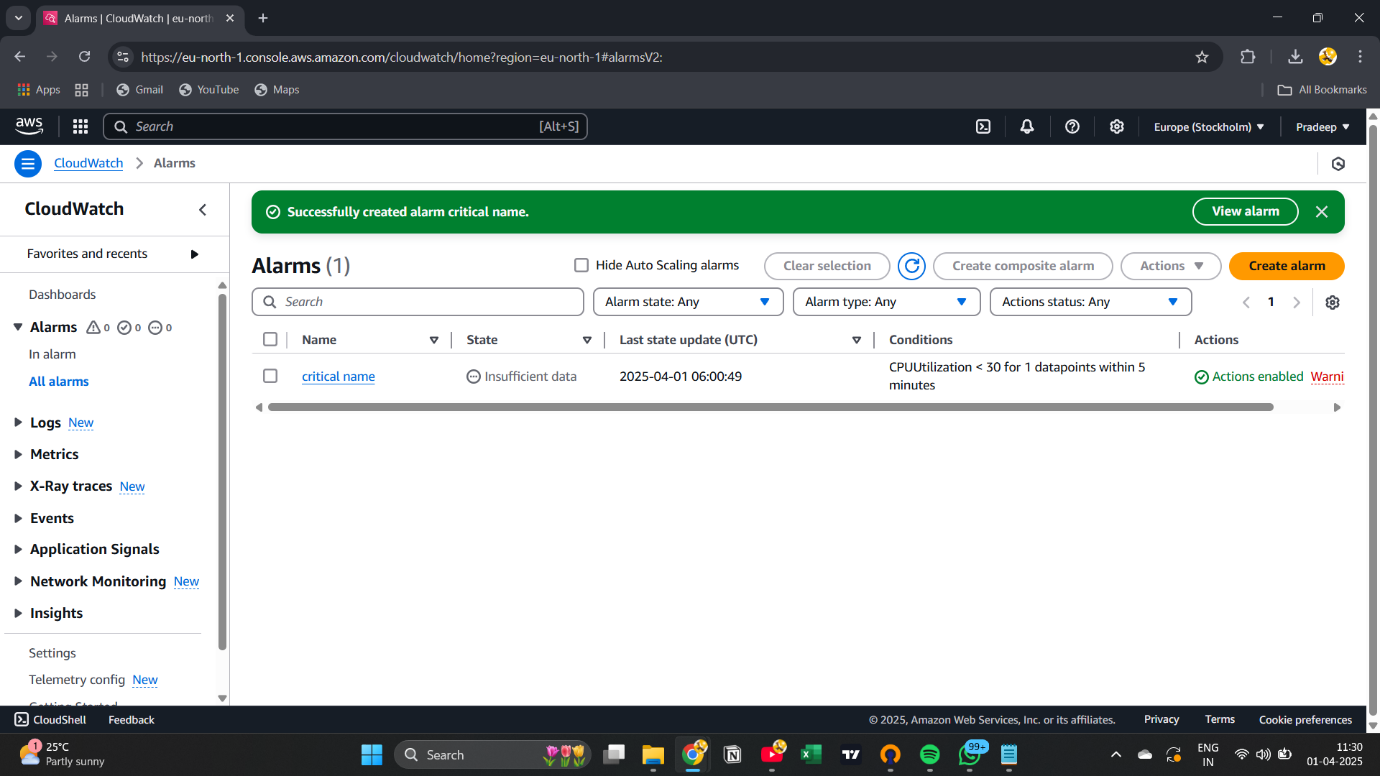 Alarms | CloudWatch | eu-north
https://eu-north-1.console.aws.amazon.com/cloudwatch/home?region=eu-north-1#alarmsV2:
Apps Gmail YouTube Maps All Bookmarks
aws Search [Alt+S] Europe (Stockholm) Pradeep
CloudWatch Alarms
CloudWatch
Favorites and recents
Dashboards
Alarms 0 0 0
In alarm
All alarms
Logs New
Metrics
X-Ray traces New
Events
Application Signals
Network Monitoring New
Insights
Settings
Telemetry config New
Getting Started
Successfully created alarm critical name. View alarm
Alarms (1) Hide Auto Scaling alarms Clear selection Create composite alarm Actions Create alarm
Search Alarm state: Any Alarm type: Any Actions status: Any 1
Name State Last state update (UTC) Conditions Actions
critical name Insufficient data 2025-04-01 06:00:49 CPUUtilization < 30 for 1 datapoints within 5 minutes Actions enabled Warni
CloudShell Feedback © 2025, Amazon Web Services, Inc. or its affiliates. Privacy Terms Cookie preferences
1 25°C
Partly sunny
Search
99+
ENG
IN
11:30
01-04-2025